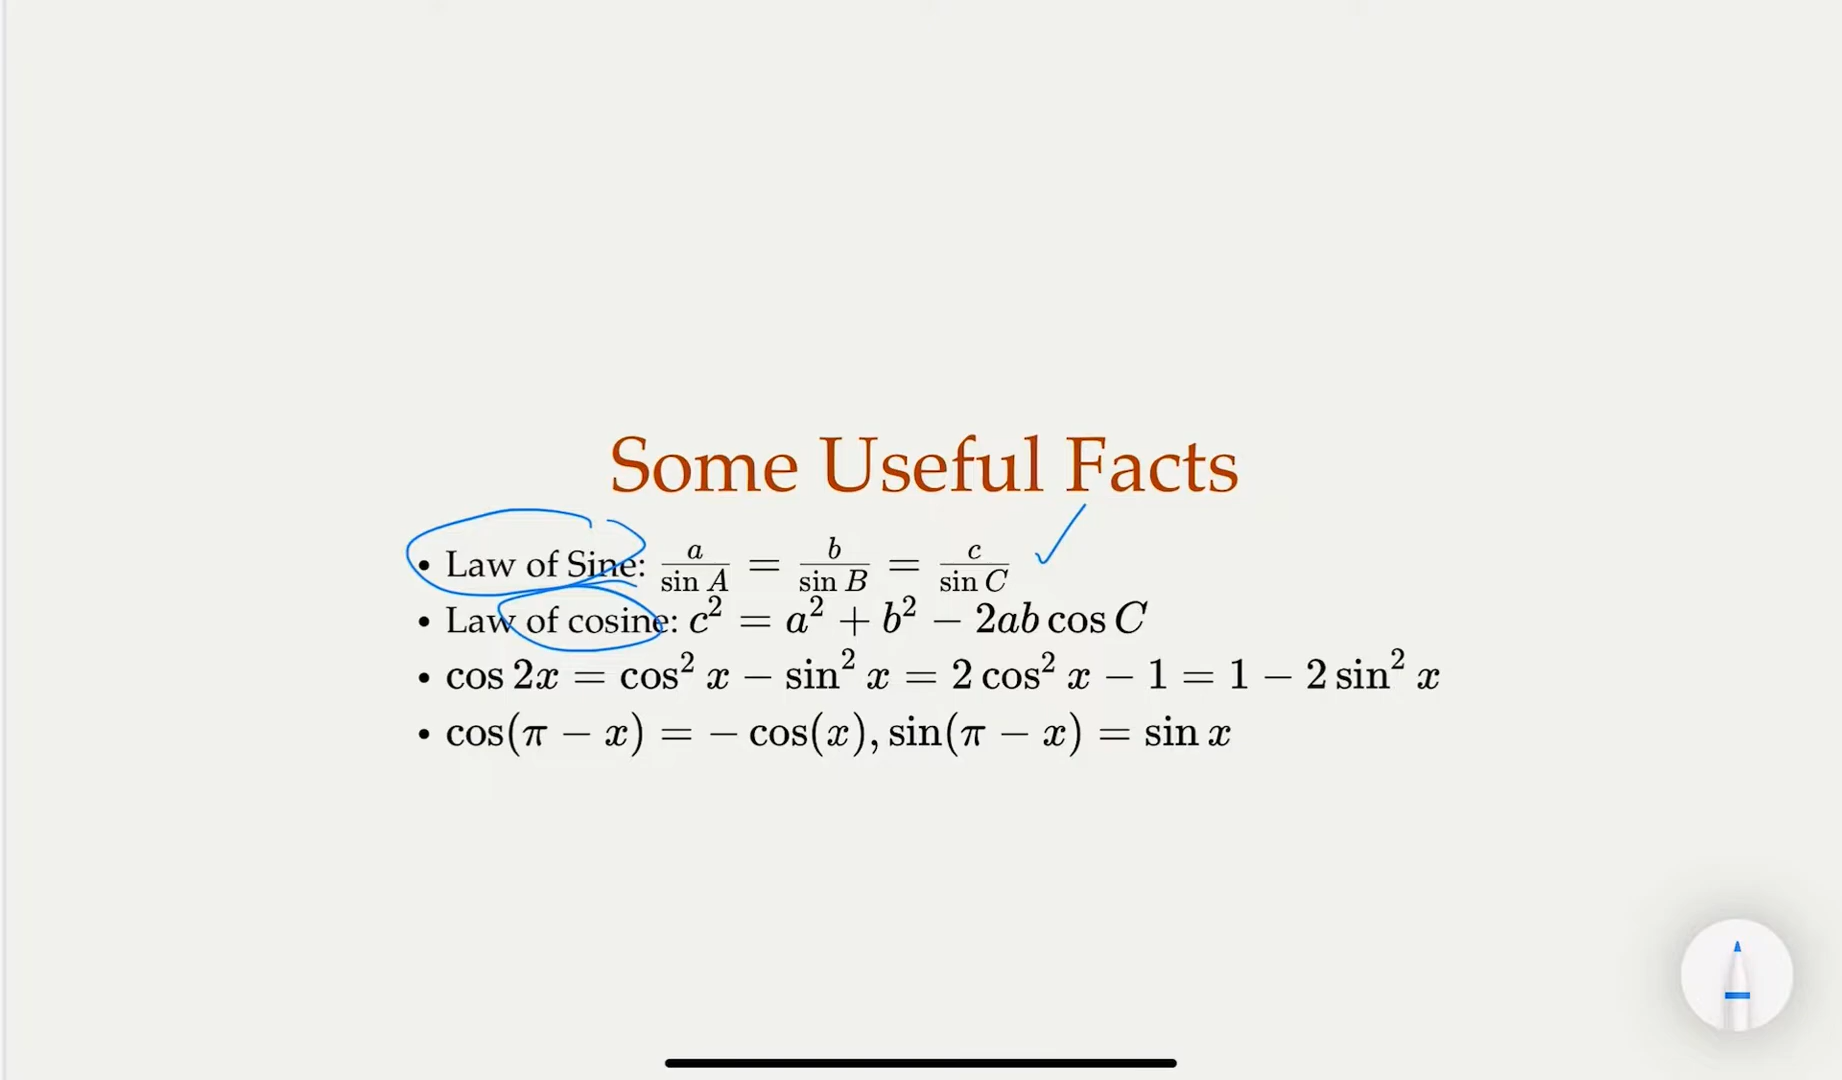 Some Useful Facts
• Law of Sine: a/sin A = b/sin B = c/sin C ✓
• Law of cosine: c² = a² + b² − 2ab cos C
• cos 2x = cos² x − sin² x = 2 cos² x − 1 = 1 − 2 sin² x
• cos(π − x) = − cos(x), sin(π − x) = sin x